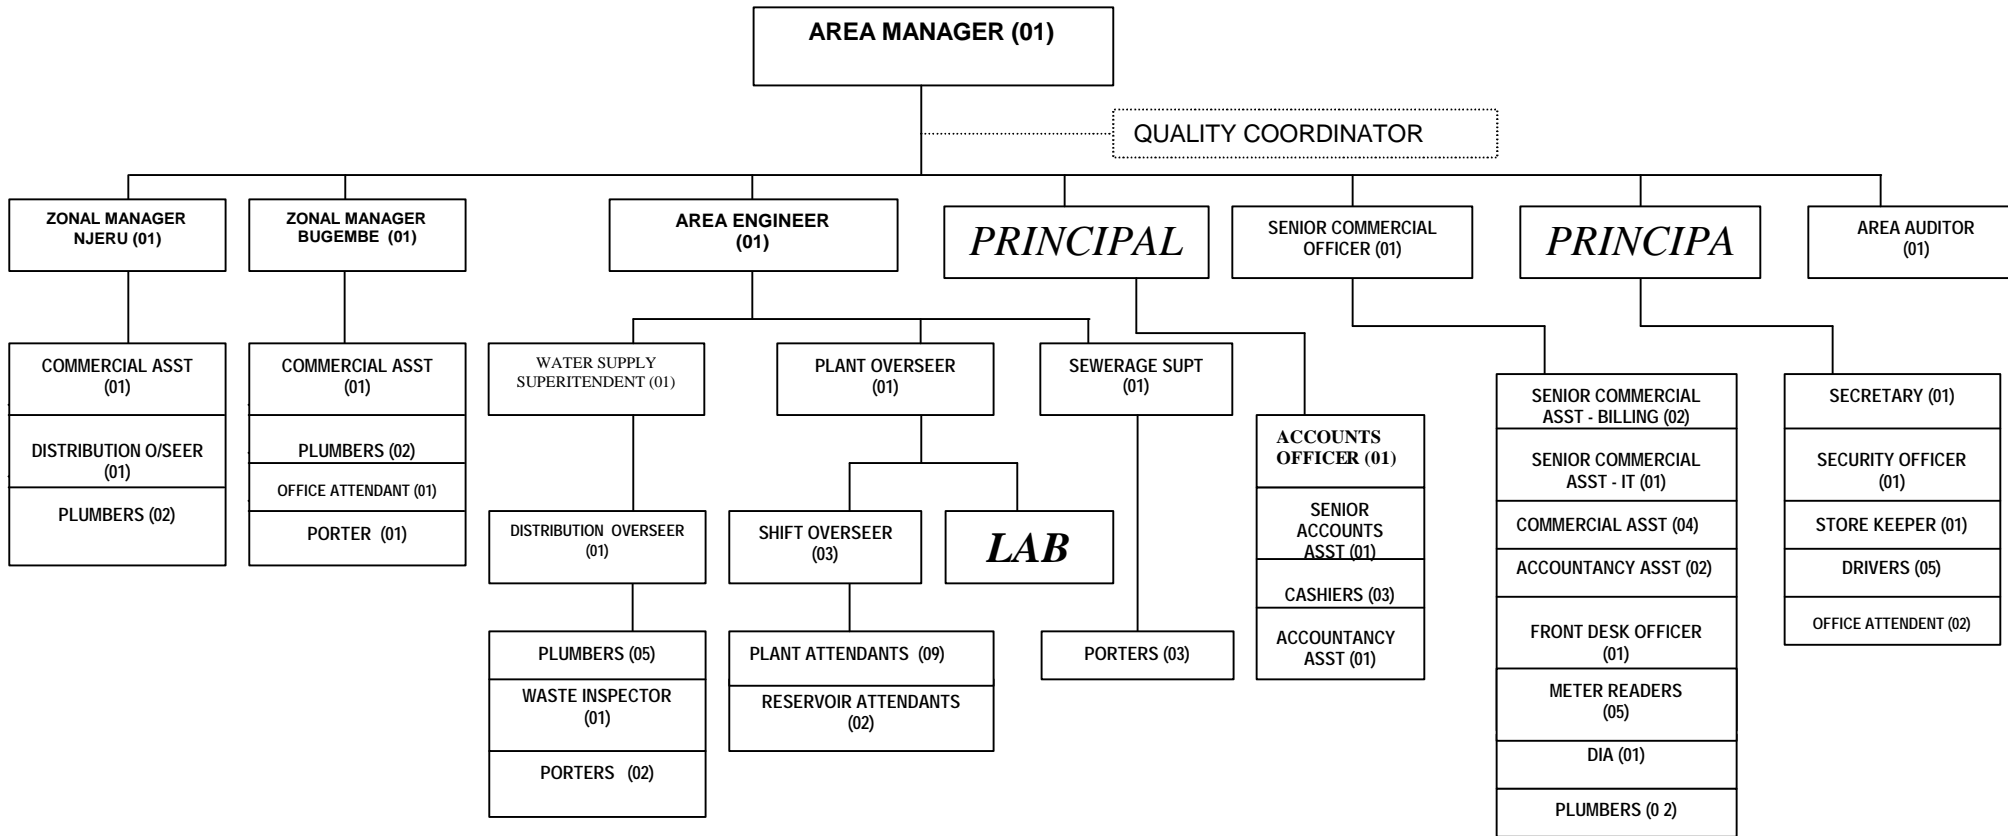 AREA MANAGER (01)
QUALITY COORDINATOR
ZONAL MANAGER
NJERU (01)
ZONAL MANAGER
BUGEMBE (01)
AREA ENGINEER
(01)
PRINCIPAL
SENIOR COMMERCIAL
OFFICER (01)
PRINCIPA
AREA AUDITOR
(01)
COMMERCIAL ASST
(01)
DISTRIBUTION O/SEER
(01)
PLUMBERS (02)
COMMERCIAL ASST
(01)
PLUMBERS (02)
OFFICE ATTENDANT (01)
PORTER (01)
WATER SUPPLY
SUPERITENDENT (01)
DISTRIBUTION OVERSEER
(01)
PLUMBERS (05)
WASTE INSPECTOR
(01)
PORTERS (02)
PLANT OVERSEER
(01)
SHIFT OVERSEER
(03)
LAB
PLANT ATTENDANTS (09)
RESERVOIR ATTENDANTS
(02)
SEWERAGE SUPT
(01)
PORTERS (03)
ACCOUNTS
OFFICER (01)
SENIOR
ACCOUNTS
ASST (01)
CASHIERS (03)
ACCOUNTANCY
ASST (01)
SENIOR COMMERCIAL
ASST - BILLING (02)
SENIOR COMMERCIAL
ASST - IT (01)
COMMERCIAL ASST (04)
ACCOUNTANCY ASST (02)
FRONT DESK OFFICER
(01)
METER READERS
(05)
DIA (01)
PLUMBERS (0 2)
SECRETARY (01)
SECURITY OFFICER
(01)
STORE KEEPER (01)
DRIVERS (05)
OFFICE ATTENDENT (02)